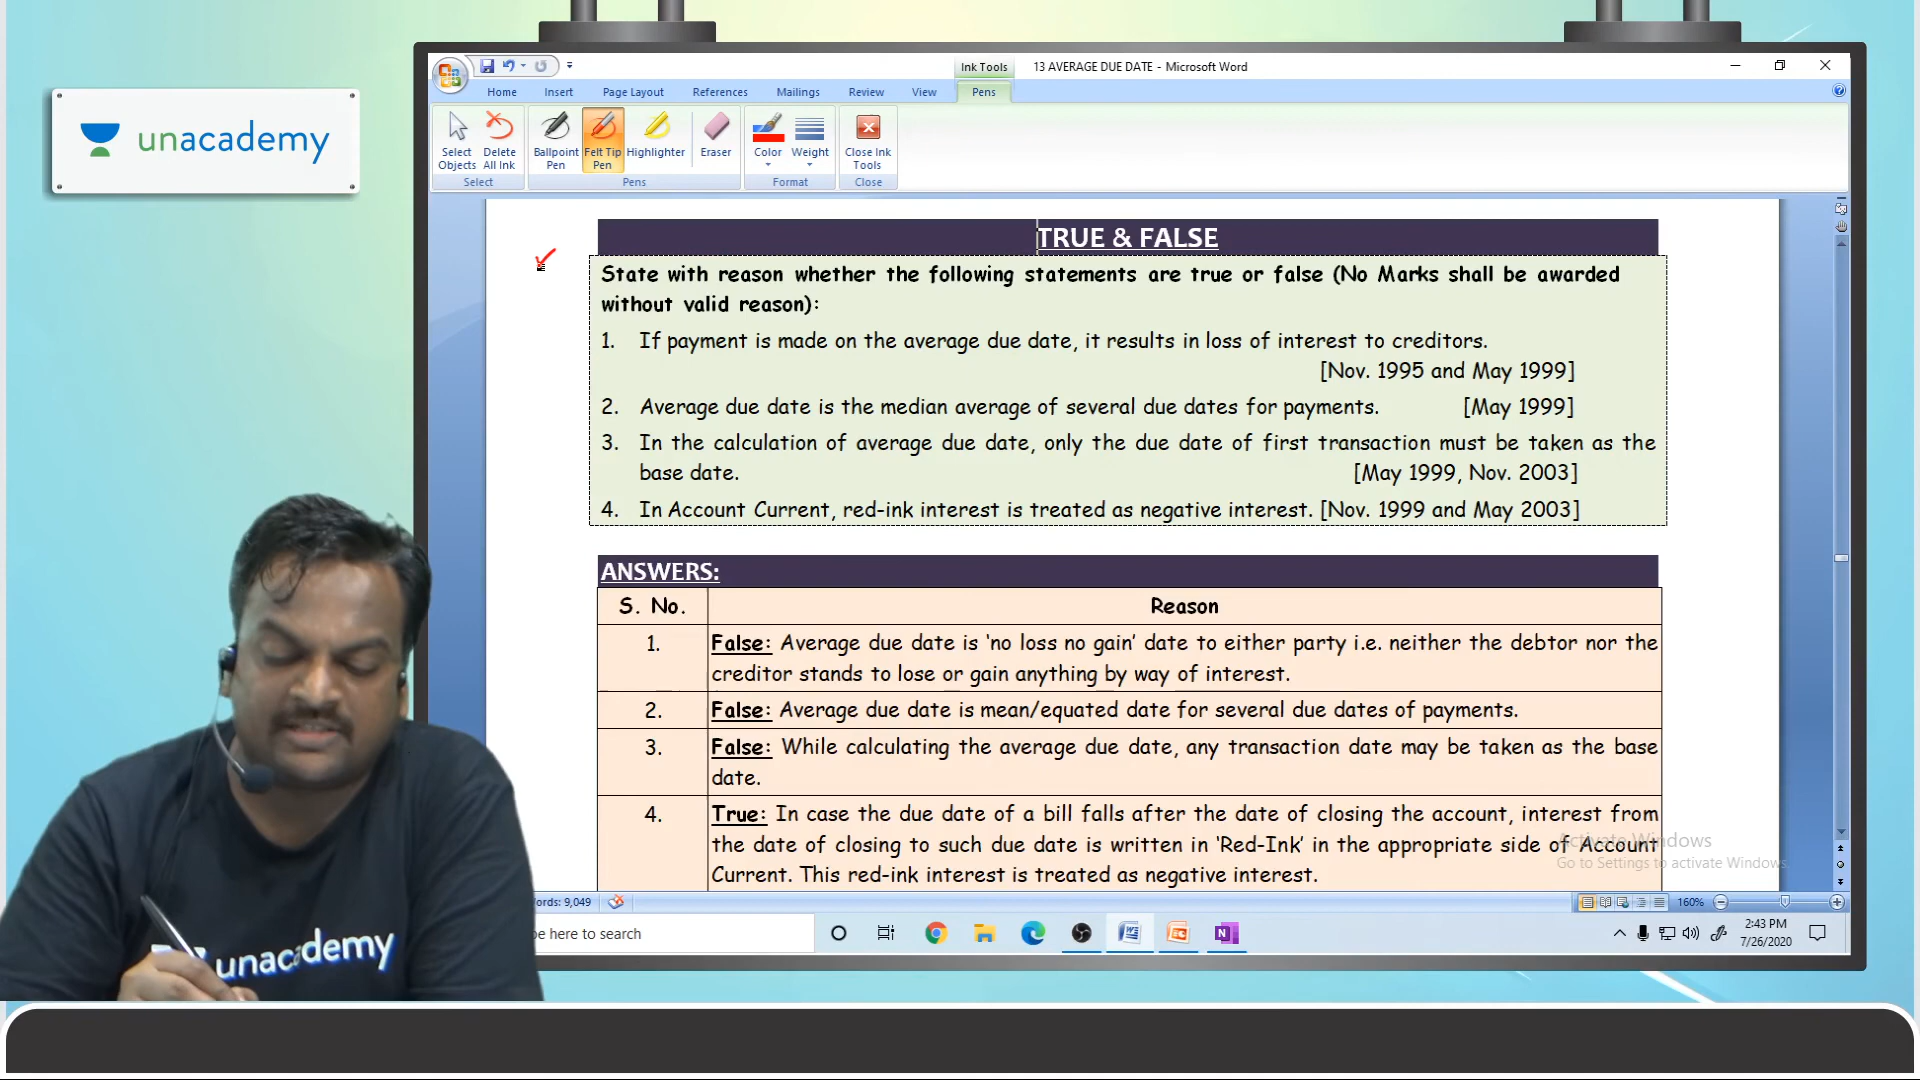 unacademy
Ink Tools
13 AVERAGE DUE DATE - Microsoft Word
Home Insert Page Layout References Mailings Review View Pens
Select Objects Delete All Ink Ballpoint Pen Felt Tip Pen Highlighter Eraser Color Weight Close Ink Tools
Select Pens Format Close
TRUE & FALSE
State with reason whether the following statements are true or false (No Marks shall be awarded
without valid reason):
1. If payment is made on the average due date, it results in loss of interest to creditors.
[Nov. 1995 and May 1999]
2. Average due date is the median average of several due dates for payments. [May 1999]
3. In the calculation of average due date, only the due date of first transaction must be taken as the
base date. [May 1999, Nov. 2003]
4. In Account Current, red-ink interest is treated as negative interest. [Nov. 1999 and May 2003]
ANSWERS:
S. No. Reason
1. False: Average due date is ‘no loss no gain’ date to either party i.e. neither the debtor nor the
creditor stands to lose or gain anything by way of interest.
2. False: Average due date is mean/equated date for several due dates of payments.
3. False: While calculating the average due date, any transaction date may be taken as the base
date.
4. True: In case the due date of a bill falls after the date of closing the account, interest from
the date of closing to such due date is written in ‘Red-Ink’ in the appropriate side of Account
Current. This red-ink interest is treated as negative interest.
Activate Windows
Go to Settings to activate Windows.
ords: 9,049 160%
pe here to search
2:43 PM
7/26/2020
unacademy